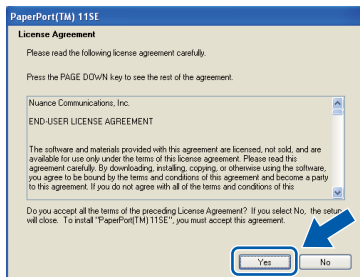 PaperPort(TM) 11SE
License Agreement
Please read the following license agreement carefully.
Press the PAGE DOWN key to see the rest of the agreement.
Nuance Communications, Inc.
END-USER LICENSE AGREEMENT
The software and materials provided with this agreement are licensed, not sold, and are
available for use only under the terms of this license agreement. Please read this
agreement carefully. By downloading, installing, copying, or otherwise using the software,
you agree to be bound by the terms and conditions of this agreement and become a party
to this agreement. If you do not agree with all of the terms and conditions of this
Do you accept all the terms of the preceding License Agreement? If you select No, the setup
will close. To install "PaperPort(TM) 11SE", you must accept this agreement.
Yes
No